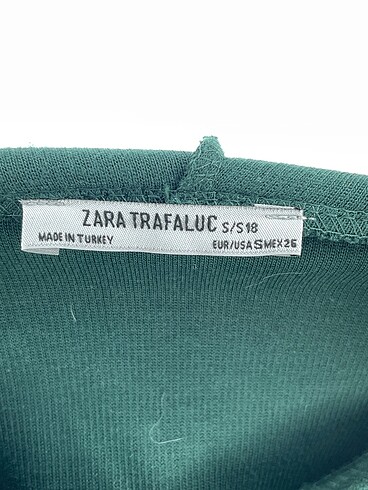 ZARA TRAFALUC S/S18
MADE IN TURKEY EUR/USA S MEX 26